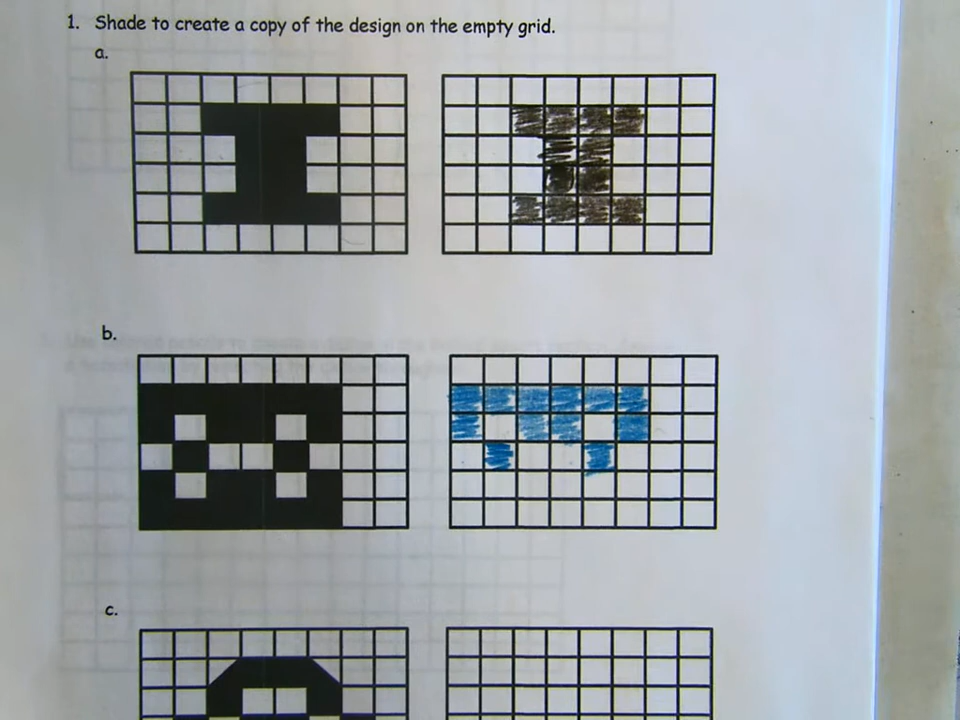 1. Shade to create a copy of the design on the empty grid.
a.
b.
c.